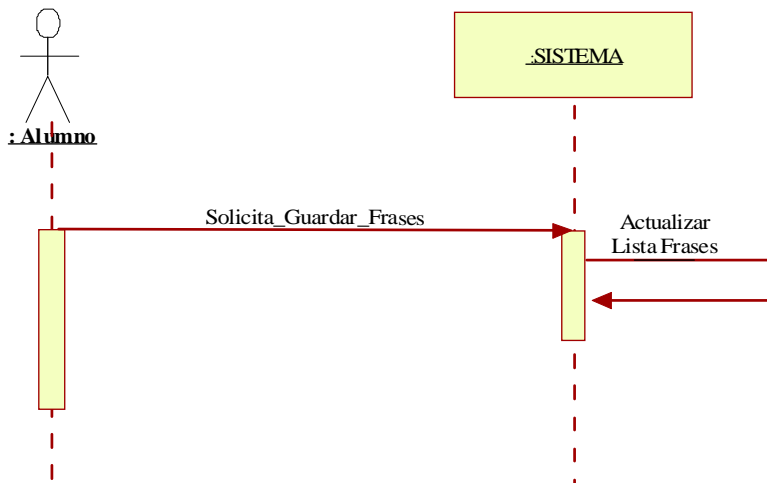 :SISTEMA
: Alumno
Solicita_Guardar_Frases
Actualizar
Lista Frases